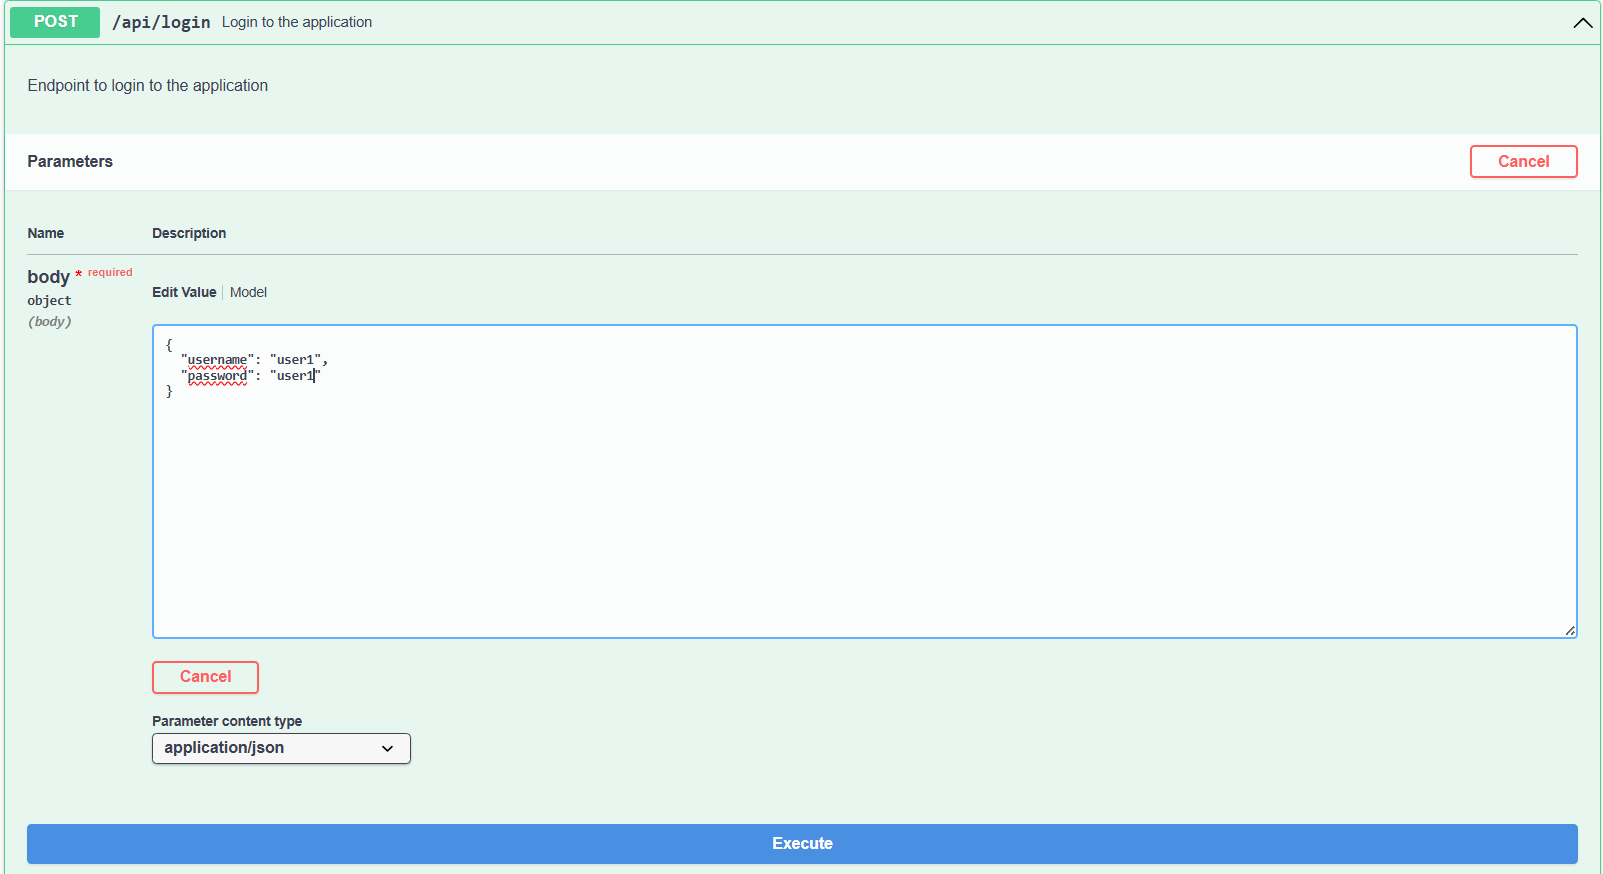 POST /api/login Login to the application
Endpoint to login to the application
Parameters Cancel
Name Description
body * required
object
(body)
Edit Value Model
{
  "username": "user1",
  "password": "user1"
}
Cancel
Parameter content type
application/json
Execute